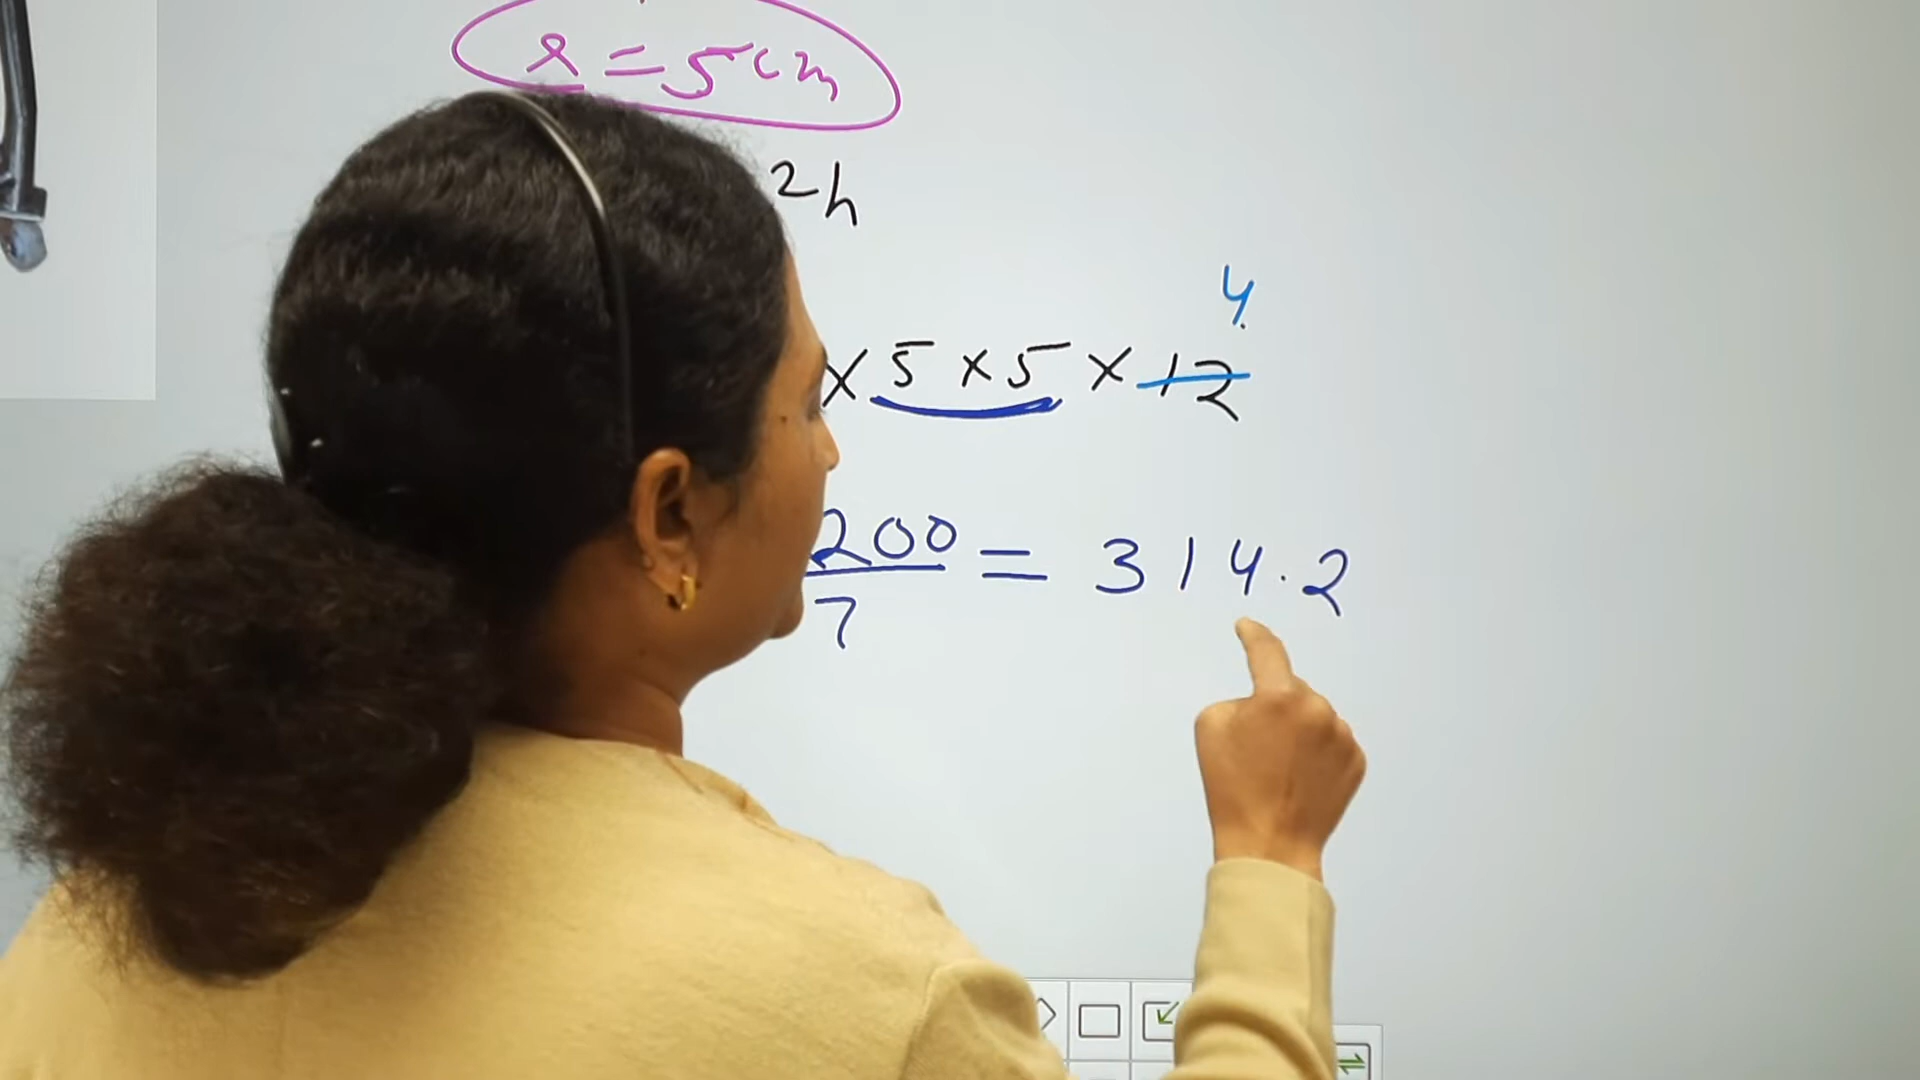 r = 5cm
2h
× 5 × 5 × 12
4
200
7
= 314.2